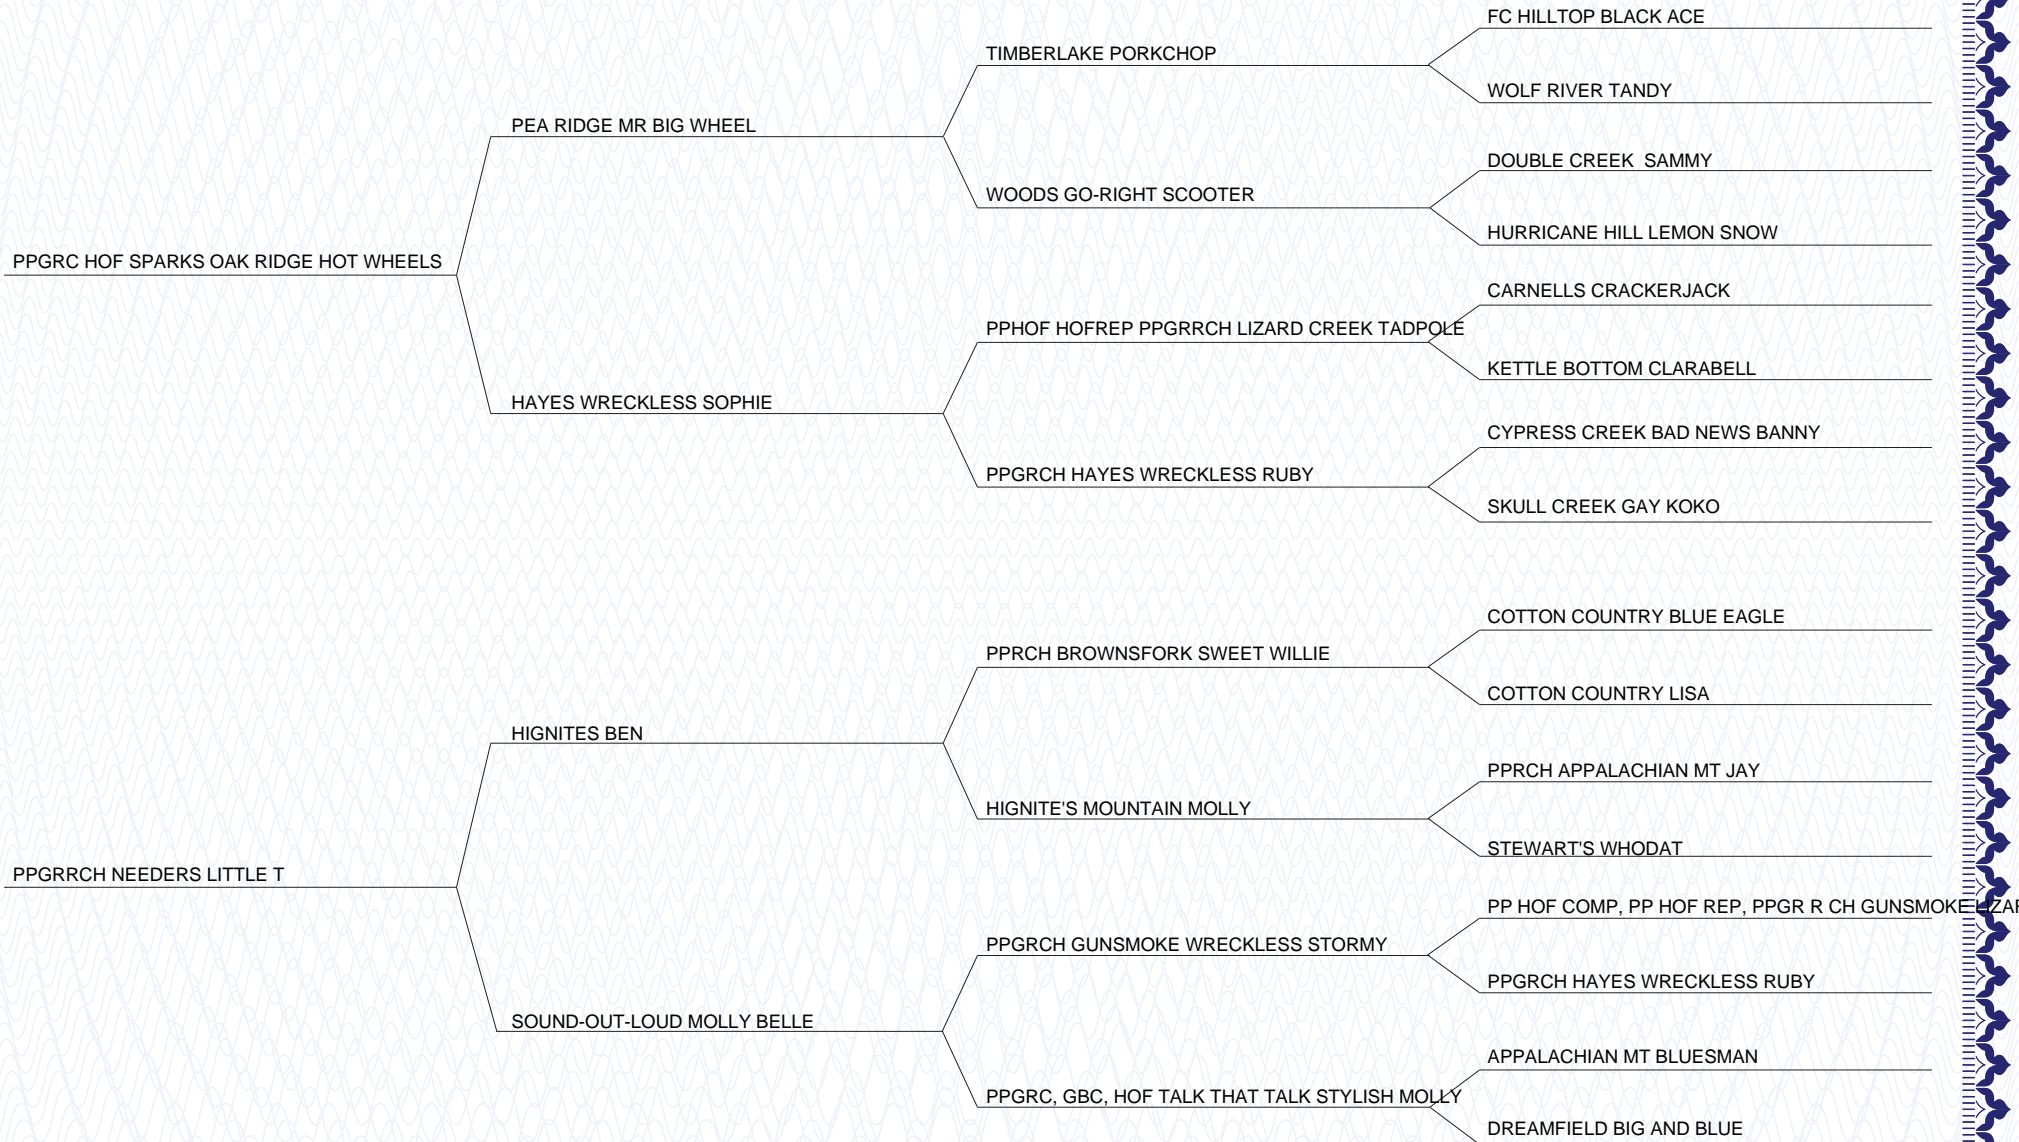 FC HILLTOP BLACK ACE
TIMBERLAKE PORKCHOP
WOLF RIVER TANDY
PEA RIDGE MR BIG WHEEL
DOUBLE CREEK  SAMMY
WOODS GO-RIGHT SCOOTER
HURRICANE HILL LEMON SNOW
PPGRC HOF SPARKS OAK RIDGE HOT WHEELS
CARNELLS CRACKERJACK
PPHOF HOFREP PPGRRCH LIZARD CREEK TADPOLE
KETTLE BOTTOM CLARABELL
HAYES WRECKLESS SOPHIE
CYPRESS CREEK BAD NEWS BANNY
PPGRCH HAYES WRECKLESS RUBY
SKULL CREEK GAY KOKO
COTTON COUNTRY BLUE EAGLE
PPRCH BROWNSFORK SWEET WILLIE
COTTON COUNTRY LISA
HIGNITES BEN
PPRCH APPALACHIAN MT JAY
HIGNITE'S MOUNTAIN MOLLY
STEWART'S WHODAT
PPGRRCH NEEDERS LITTLE T
PP HOF COMP, PP HOF REP, PPGR R CH GUNSMOKE
PPGRCH GUNSMOKE WRECKLESS STORMY
PPGRCH HAYES WRECKLESS RUBY
SOUND-OUT-LOUD MOLLY BELLE
APPALACHIAN MT BLUESMAN
PPGRC, GBC, HOF TALK THAT TALK STYLISH MOLLY
DREAMFIELD BIG AND BLUE